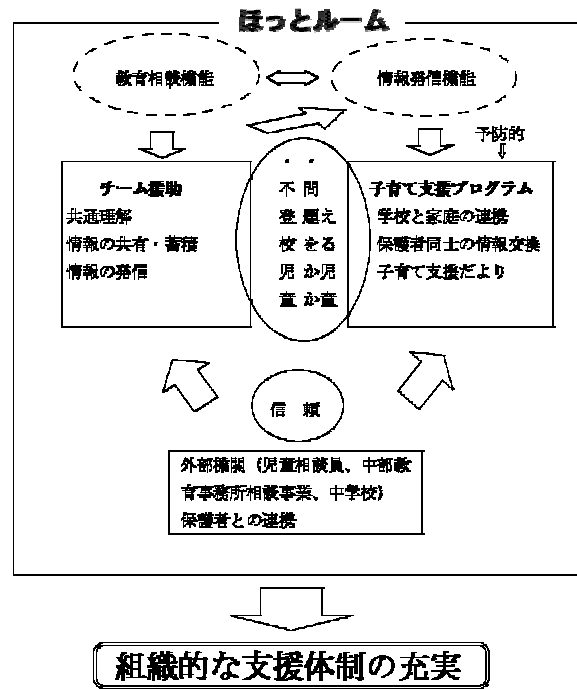 ほっとルーム
教育相談機能
情報発信機能
予防的
チーム援助
共通理解
情報の共有・蓄積
情報の発信
・不登校児童
・問題をかか
える児童
子育て支援プログラム
学校と家庭の連携
保護者同士の情報交換
子育て支援だより
信 頼
外部機関（児童相談員、中部教
育事務所相談事業、中学校）
保護者との連携
組織的な支援体制の充実